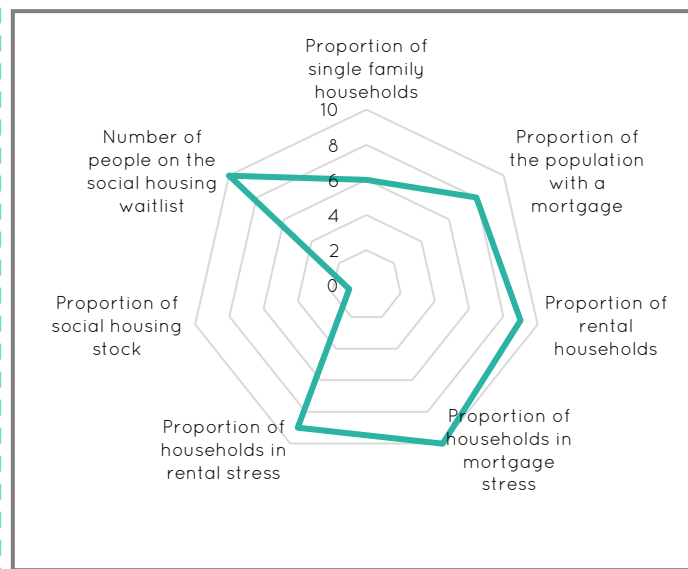 Proportion of
single family
households
10
8
6
4
2
0
Proportion of
the population
with a
mortgage
Proportion of
rental
households
Proportion of
households in
mortgage
stress
Proportion of
households in
rental stress
Proportion of
social housing
stock
Number of
people on the
social housing
waitlist